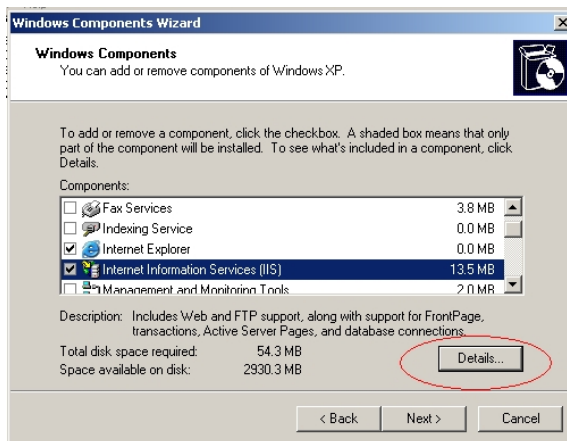 Windows Components Wizard
Windows Components
You can add or remove components of Windows XP.
To add or remove a component, click the checkbox. A shaded box means that only
part of the component will be installed. To see what's included in a component, click
Details.
Components:
Fax Services 3.8 MB
Indexing Service 0.0 MB
Internet Explorer 0.0 MB
Internet Information Services (IIS) 13.5 MB
Management and Monitoring Tools 2.0 MB
Description: Includes Web and FTP support, along with support for FrontPage,
transactions, Active Server Pages, and database connections.
Total disk space required: 54.3 MB
Space available on disk: 2930.3 MB
Details...
< Back Next > Cancel